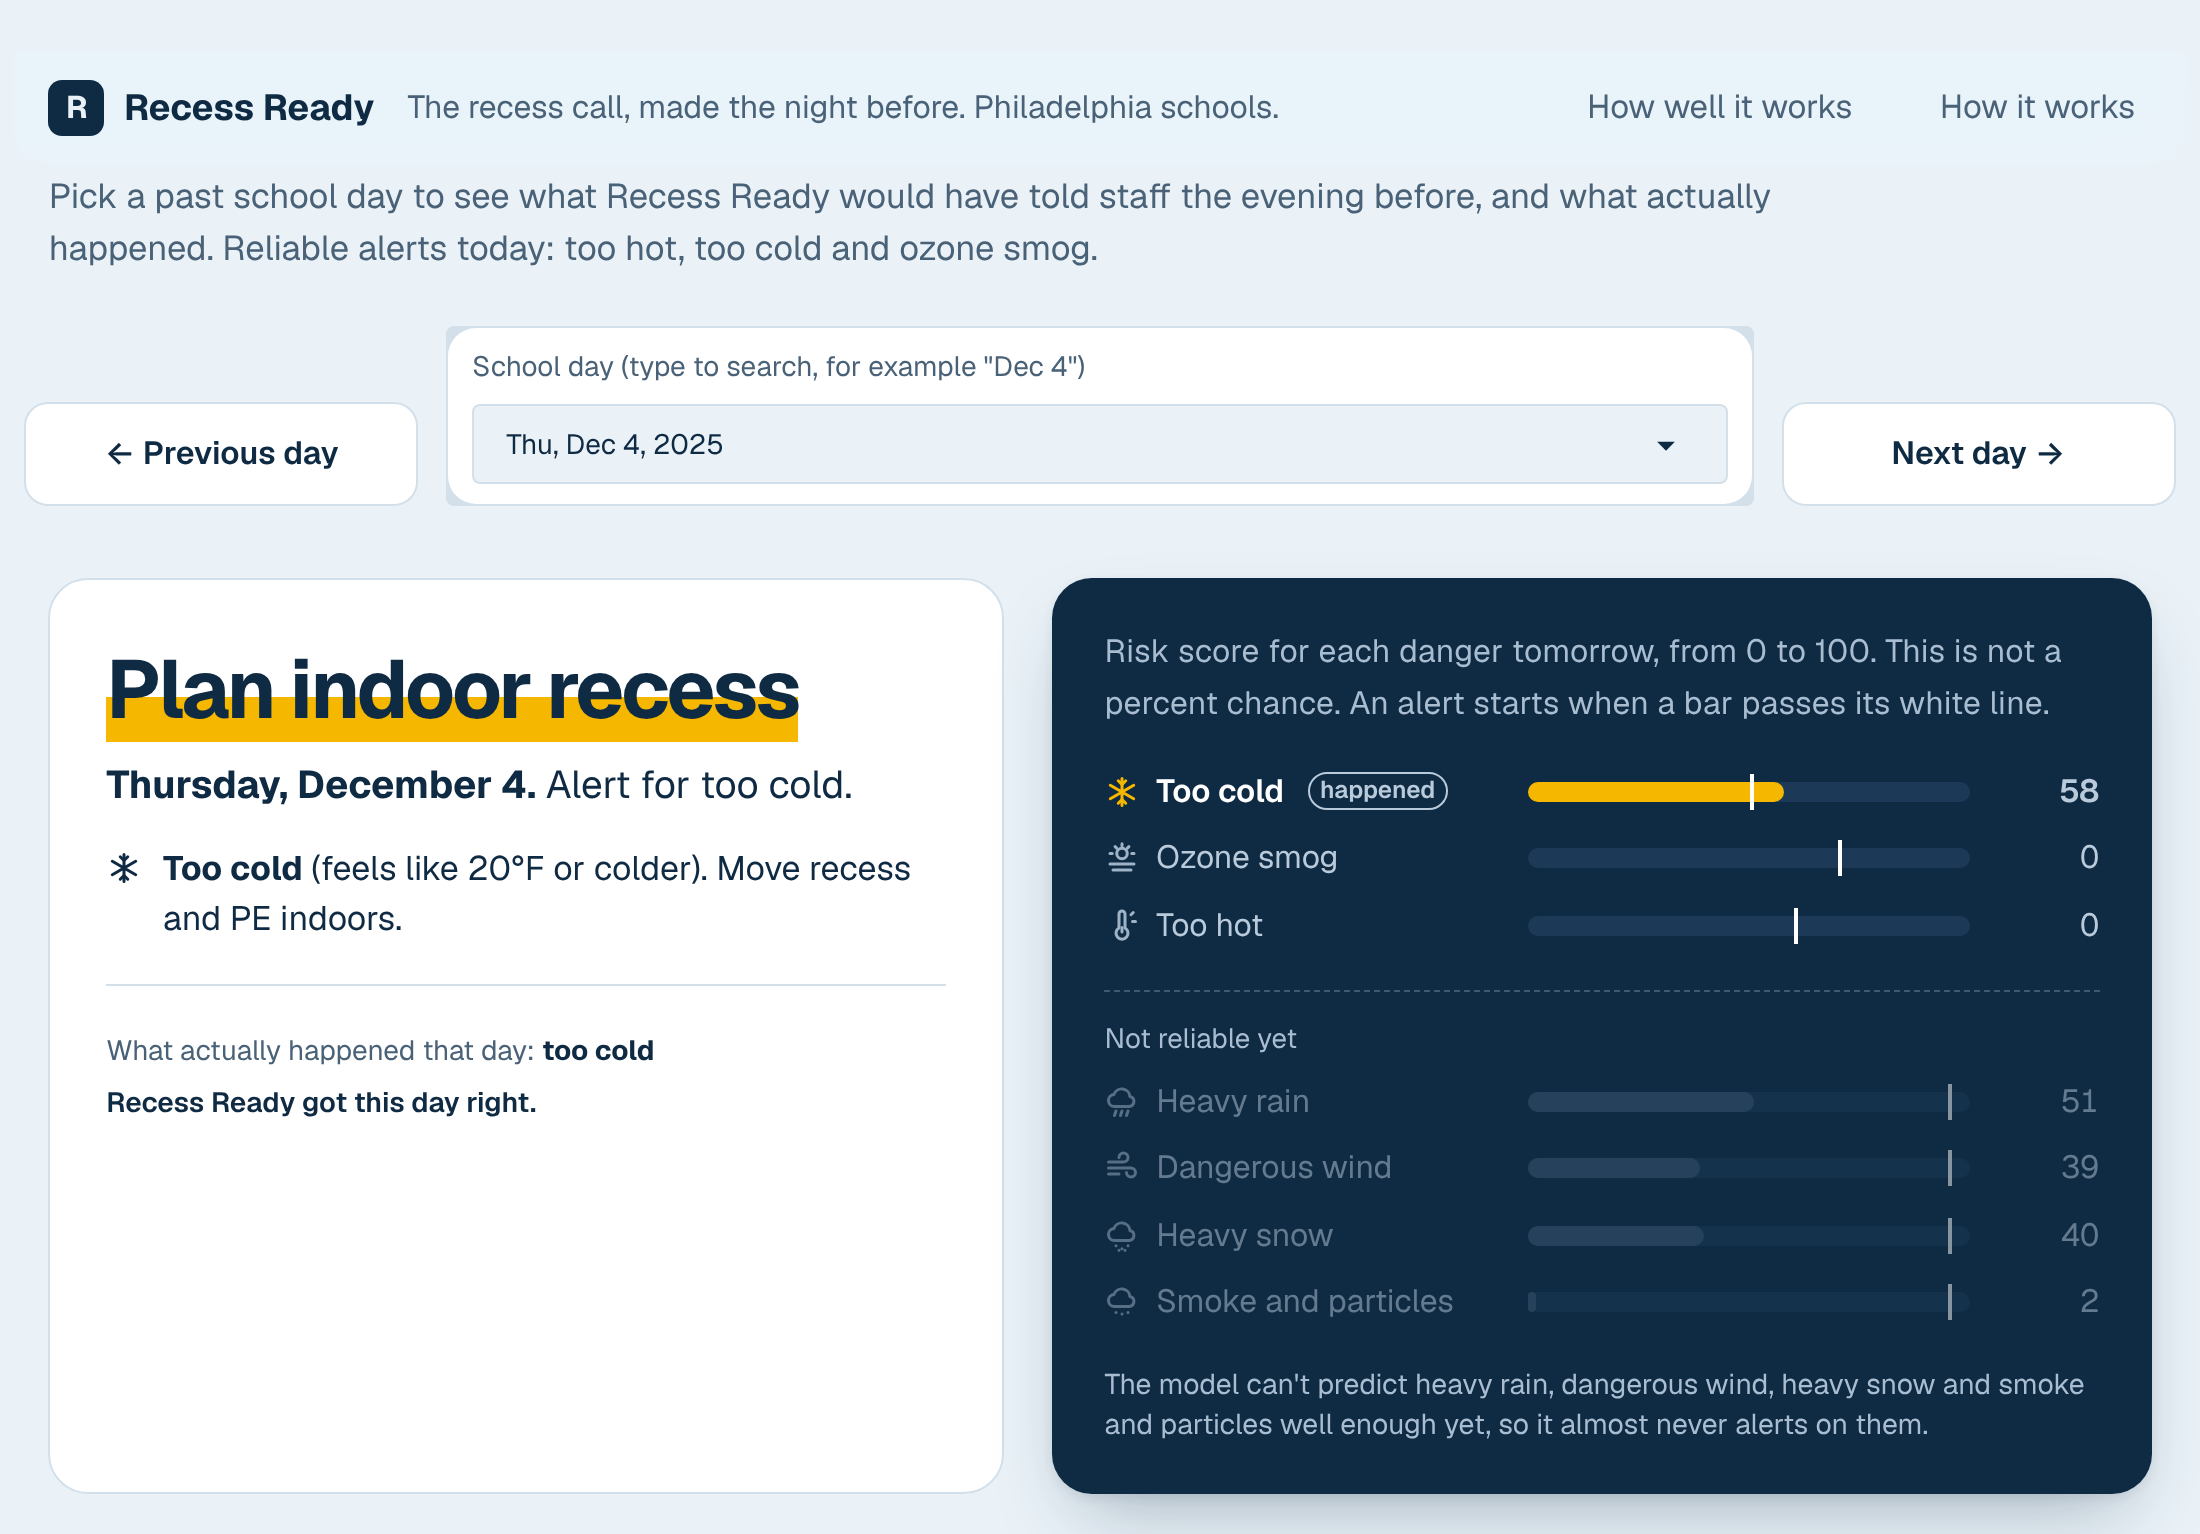 R Recess Ready The recess call, made the night before. Philadelphia schools. How well it works How it works
Pick a past school day to see what Recess Ready would have told staff the evening before, and what actually
happened. Reliable alerts today: too hot, too cold and ozone smog.
School day (type to search, for example "Dec 4")
← Previous day
Thu, Dec 4, 2025
Next day →
Plan indoor recess
Thursday, December 4. Alert for too cold.
Too cold (feels like 20°F or colder). Move recess
and PE indoors.
What actually happened that day: too cold
Recess Ready got this day right.
Risk score for each danger tomorrow, from 0 to 100. This is not a
percent chance. An alert starts when a bar passes its white line.
Too cold happened 58
Ozone smog 0
Too hot 0
Not reliable yet
Heavy rain 51
Dangerous wind 39
Heavy snow 40
Smoke and particles 2
The model can't predict heavy rain, dangerous wind, heavy snow and smoke
and particles well enough yet, so it almost never alerts on them.